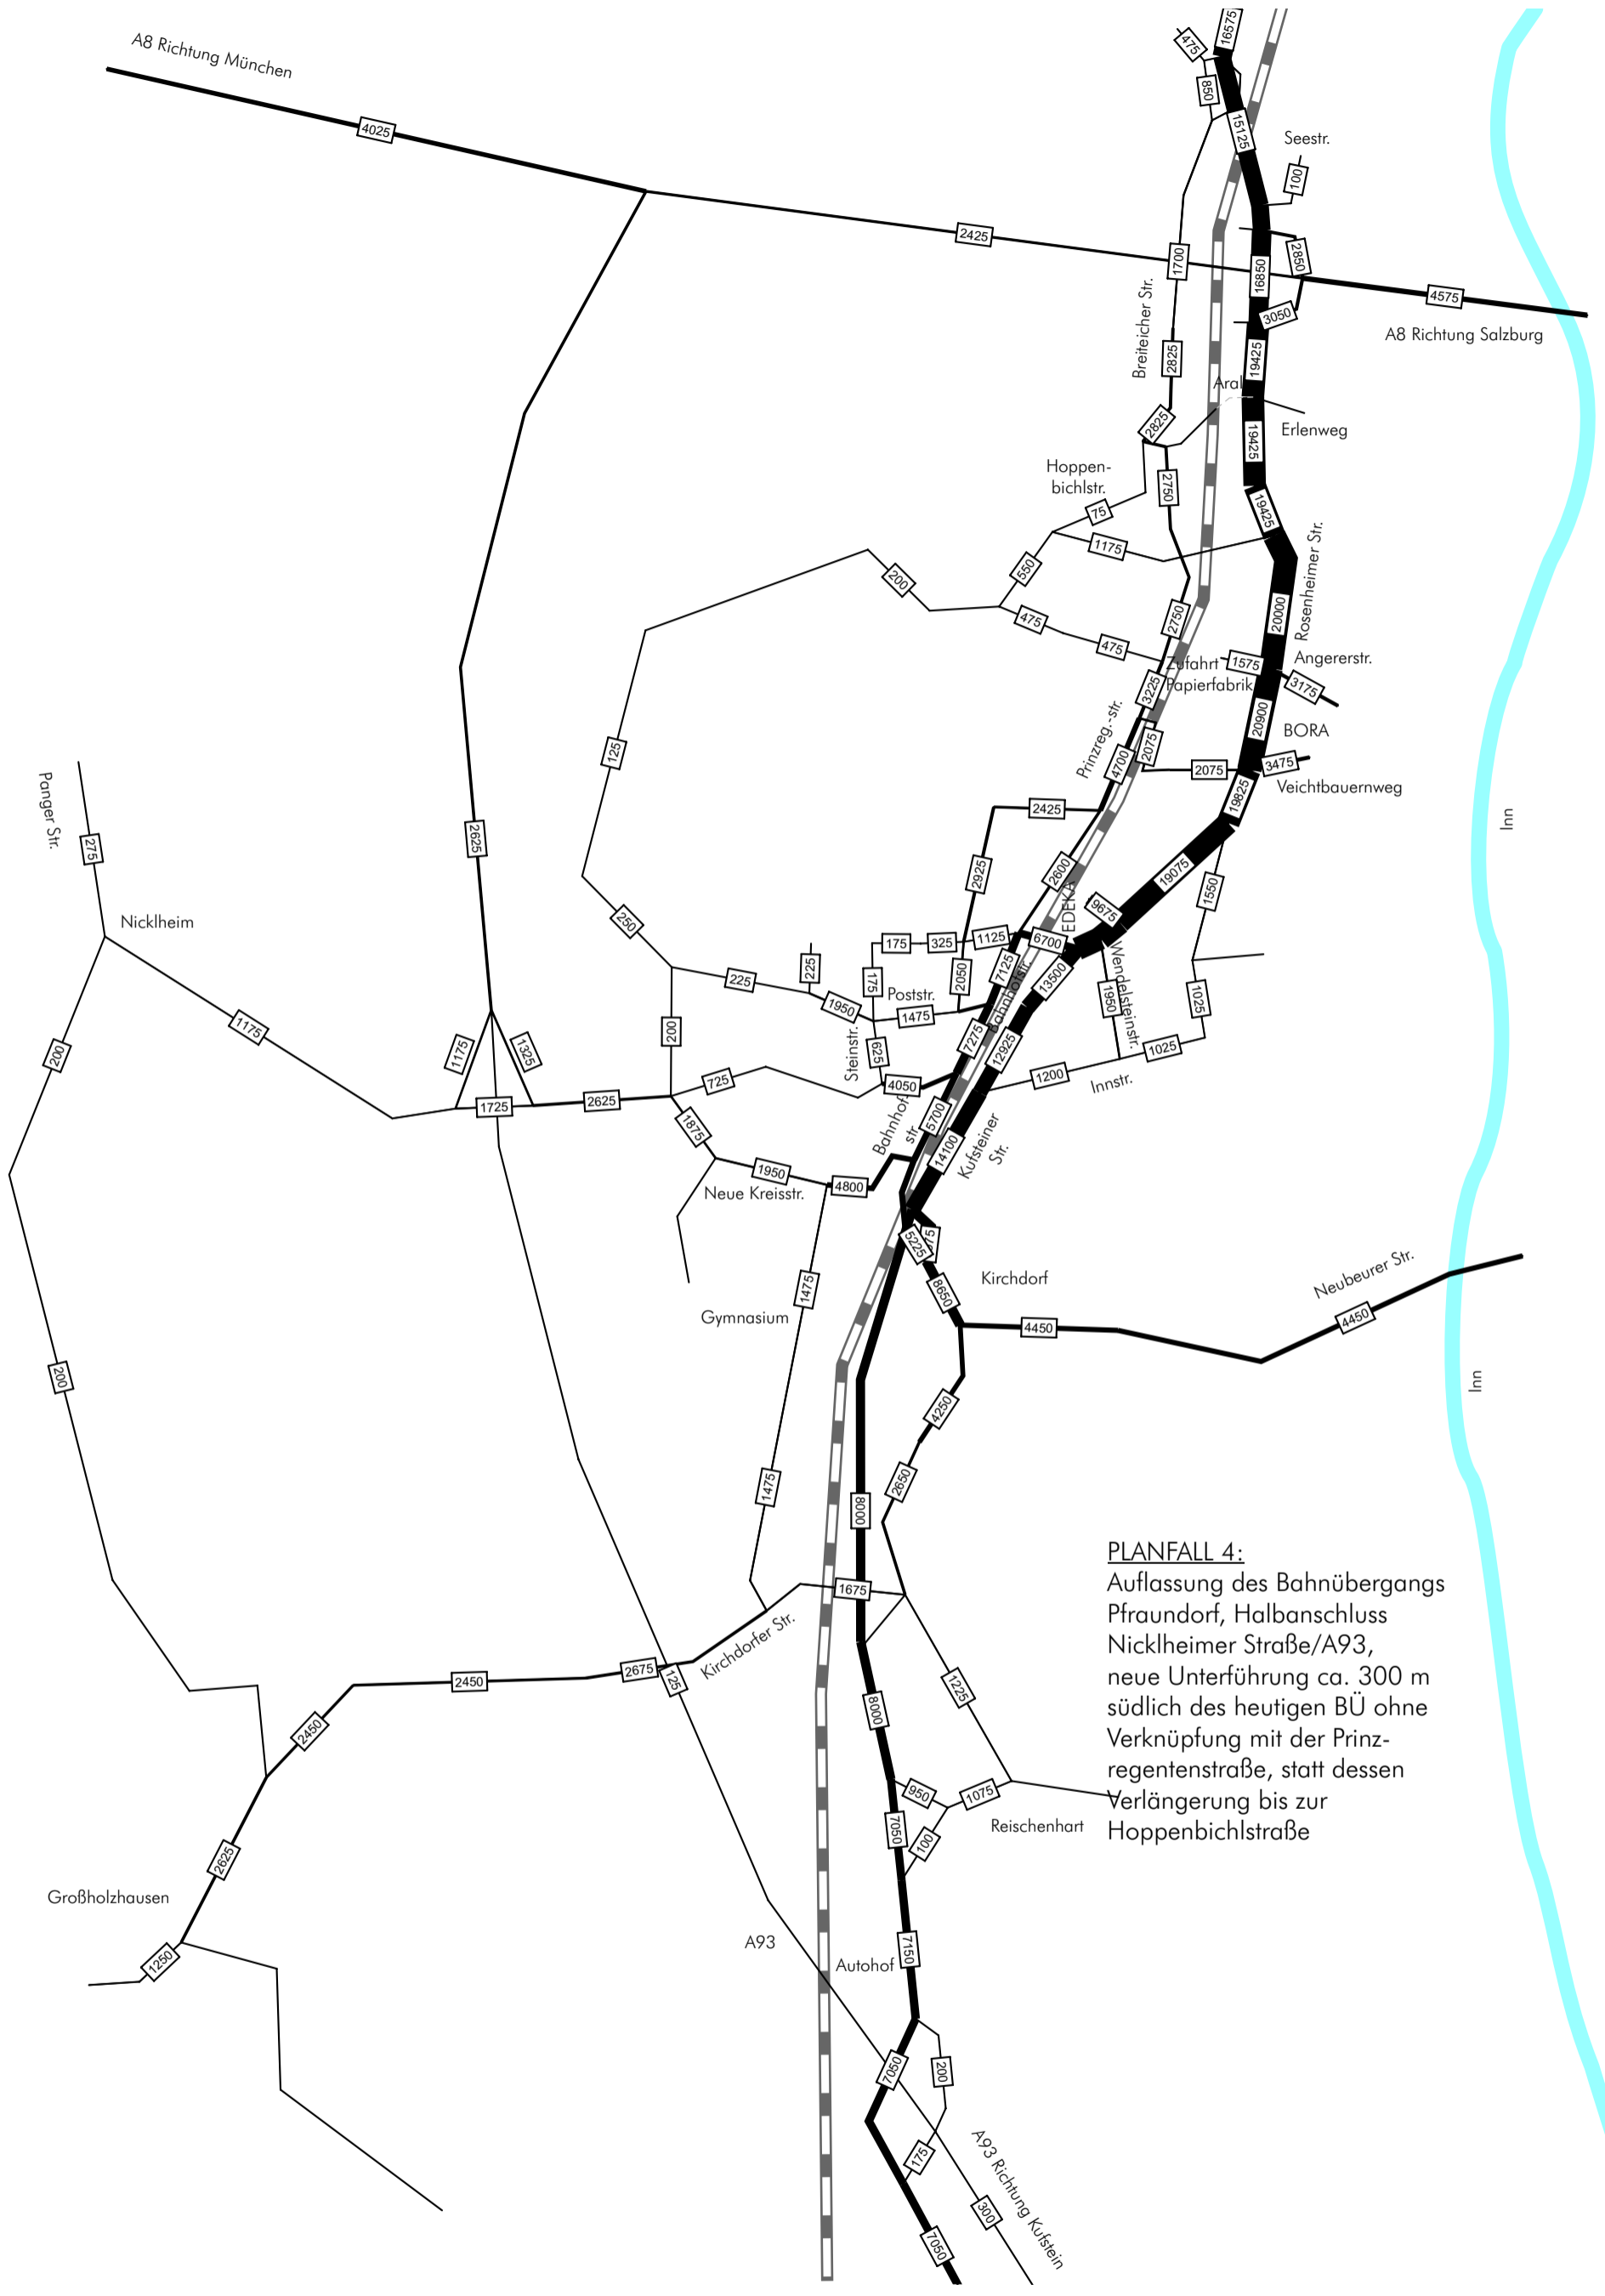 16575
475
850
A8 Richtung München
4025
15125
Seestr.
100
2425
1700
16850
2850
4575
3050
A8 Richtung Salzburg
Breiteicher Str.
2825
19425
Aral
2825
19425
Erlenweg
Hoppen-
bichlstr.
2750
75
19425
1175
550
200
475
2750
20000
Rosenheimer Str.
475
Zufahrt
Papierfabrik
1575
Angererstr.
3175
3225
Prinzreg.-str.
20900
BORA
125
2075
4700
2075
3475
Veichtbauernweg
Panger Str.
275
2625
2425
19825
Inn
2925
2600
19075
EDEKA
9675
1550
Nicklheim
250
175
325
1125
6700
7125
13500
225
225
1950
175
Poststr.
1475
2050
Bahnhofstr.
Wendelsteinstr.
1950
1025
1175
200
1175
1325
200
Steinstr.
625
7275
12925
1025
1200
Innstr.
725
4050
1725
2625
1875
Bahnhof-
str.
5700
14100
Kufsteiner
Str.
1950
Neue Kreisstr.
4800
5225
75
Kirchdorf
8650
Neubeurer Str.
1475
Gymnasium
4450
4450
200
4250
Inn
1475
2650
8000
PLANFALL 4:
Auflassung des Bahnübergangs
Pfraundorf, Halbanschluss
Nicklheimer Straße/A93,
neue Unterführung ca. 300 m
südlich des heutigen BÜ ohne
Verknüpfung mit der Prinz-
regentenstraße, statt dessen
Verlängerung bis zur
Hoppenbichlstraße
1675
Kirchdorfer Str.
2450
2675
125
1225
8000
2450
950
1075
Reischenhart
7050
100
2625
Großholzhausen
1250
A93
Autohof
7150
7050
200
175
A93 Richtung Kufstein
300
7050